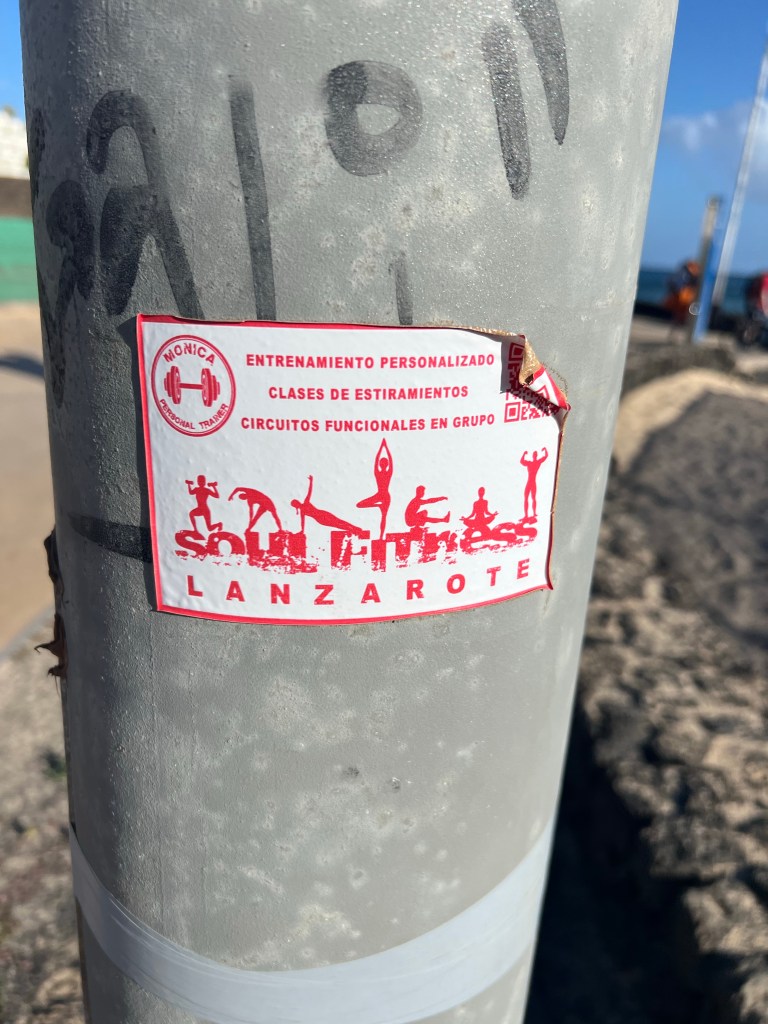 MONICA
PERSONAL TRAINER
ENTRENAMIENTO PERSONALIZADO
CLASES DE ESTIRAMIENTOS
CIRCUITOS FUNCIONALES EN GRUPO
SOUL FITNESS
LANZAROTE